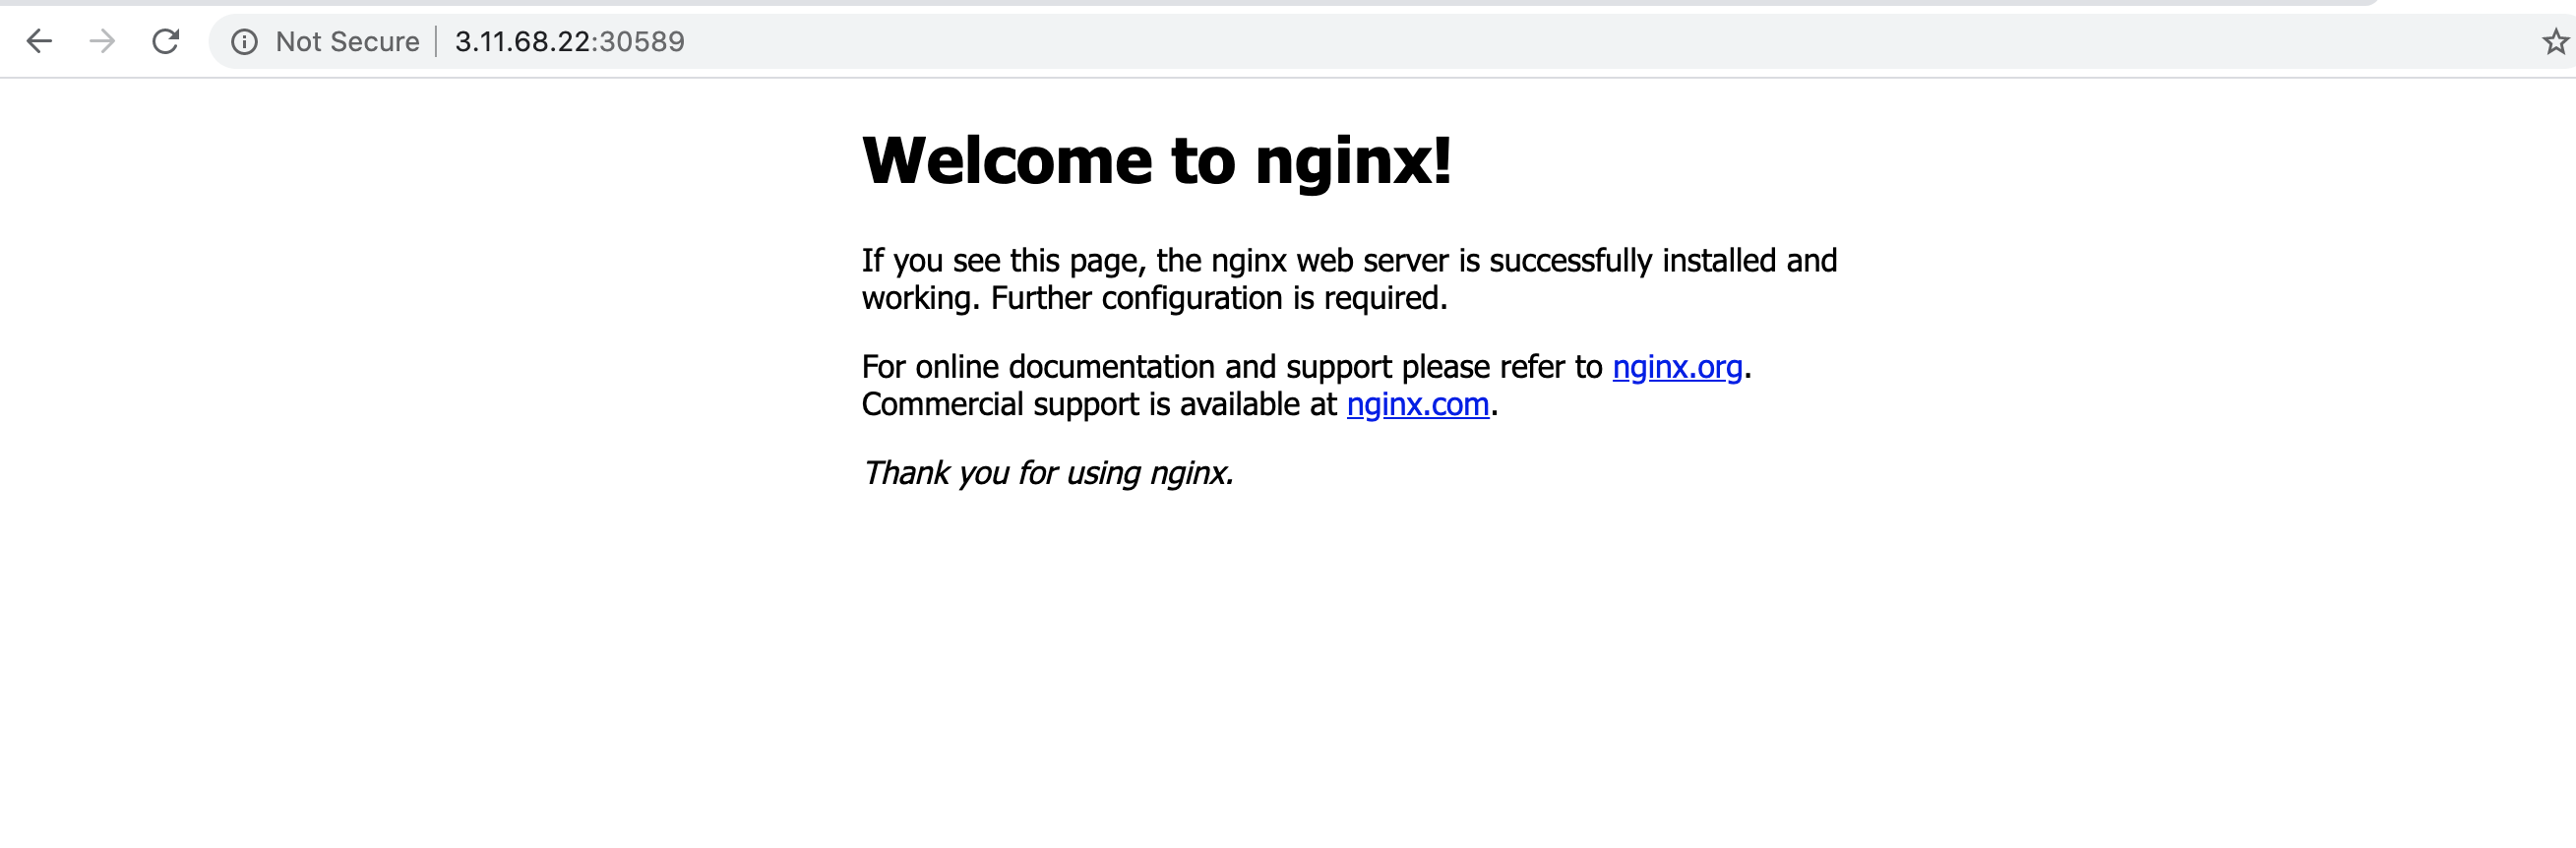 Not Secure 3.11.68.22:30589
Welcome to nginx!
If you see this page, the nginx web server is successfully installed and
working. Further configuration is required.
For online documentation and support please refer to nginx.org.
Commercial support is available at nginx.com.
Thank you for using nginx.